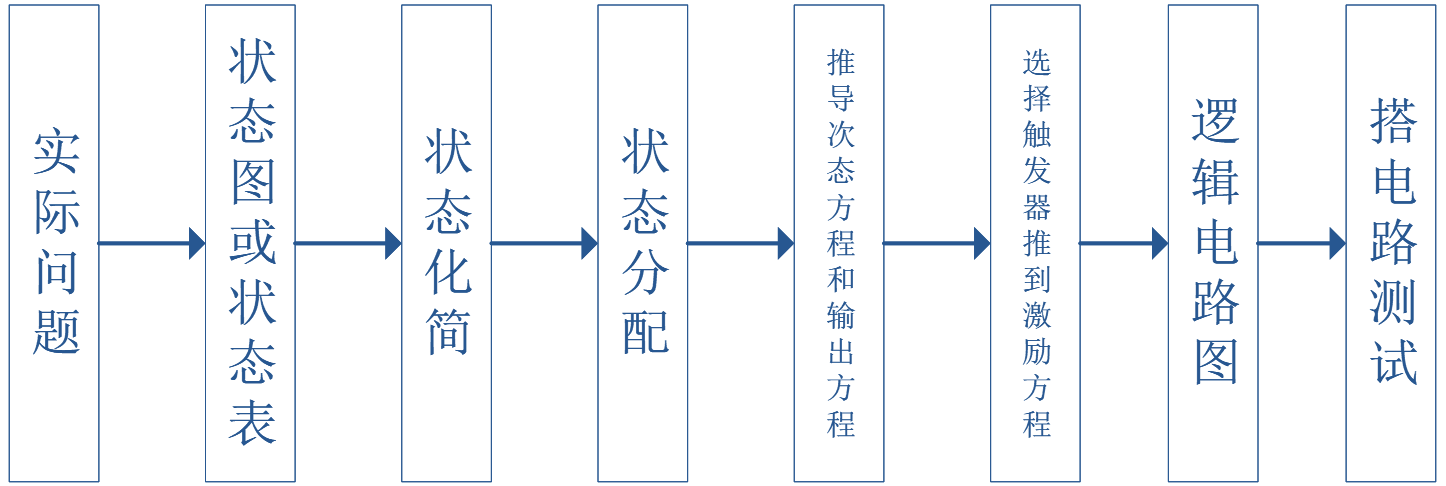 实际问题
状态图或状态表
状态化简
状态分配
推导次态方程和输出方程
选择触发器推到激励方程
逻辑电路图
搭电路测试